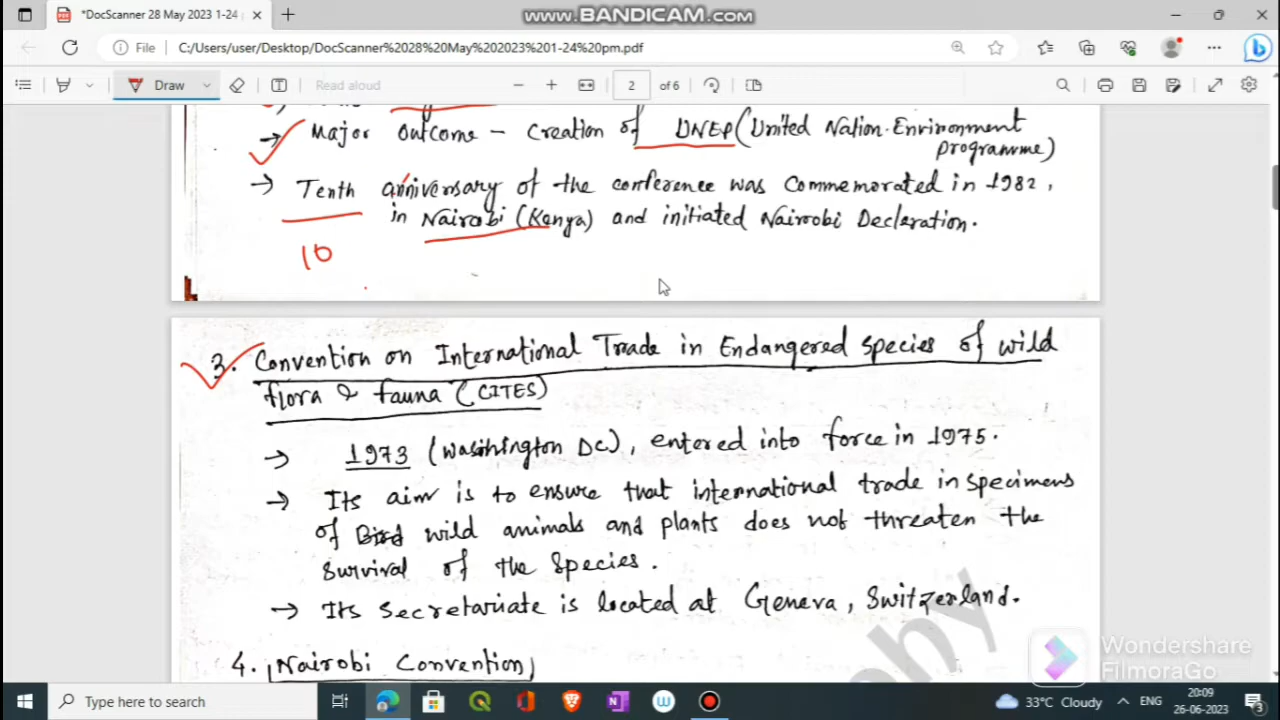 *DocScanner 28 May 2023 1-24
www.BANDICAM.com
File
C:/Users/user/Desktop/DocScanner%2028%20May%202023%201-24%20pm.pdf
Draw
Read aloud
2
of 6
→ Major Outcome - Creation of UNEP (United Nation Environment
Programme)
→ Tenth anniversary of the conference was Commemorated in 1982,
in Nairobi (Kenya) and initiated Nairobi Declaration.
10
3. Convention on International Trade in Endangered species of wild
flora & fauna (CITES)
→ 1973 (Washington DC), entered into force in 1975.
→ Its aim is to ensure that international trade in specimens
of wild animals and plants does not threaten the
Survival of the Species.
→ Its Secretariate is located at Geneva, Switzerland.
4. Nairobi Convention
Wondershare
FilmoraGo
Type here to search
33°C Cloudy
ENG
20:09
26-06-2023
3